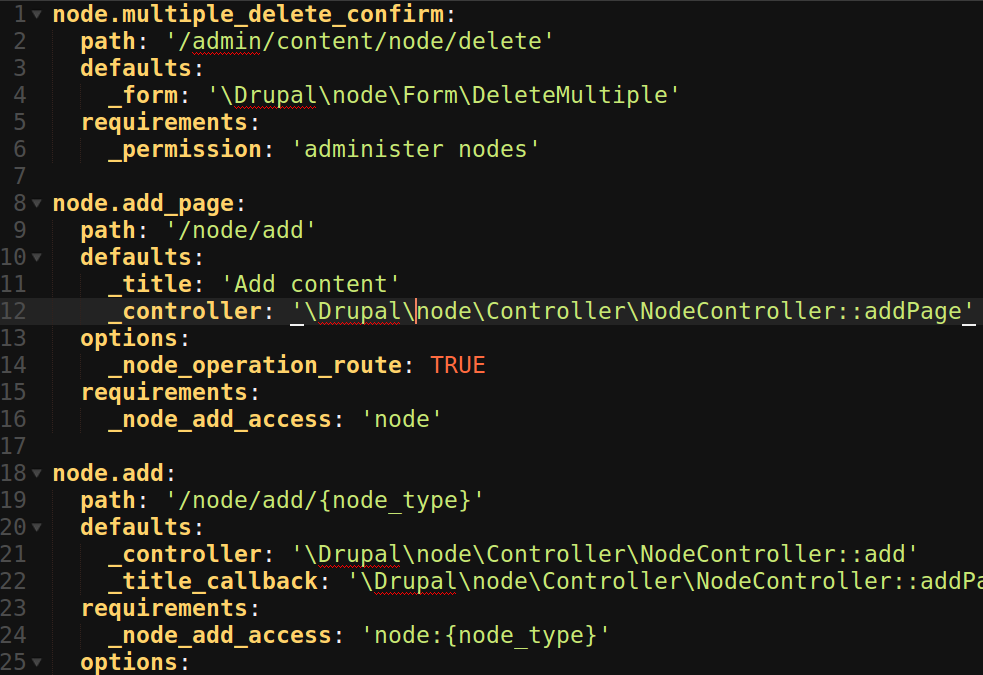 1 node.multiple_delete_confirm:
2   path: '/admin/content/node/delete'
3   defaults:
4     _form: '\Drupal\node\Form\DeleteMultiple'
5   requirements:
6     _permission: 'administer nodes'
7
8 node.add_page:
9   path: '/node/add'
10   defaults:
11     _title: 'Add content'
12     _controller: '\Drupal\node\Controller\NodeController::addPage'
13   options:
14     _node_operation_route: TRUE
15   requirements:
16     _node_add_access: 'node'
17
18 node.add:
19   path: '/node/add/{node_type}'
20   defaults:
21     _controller: '\Drupal\node\Controller\NodeController::add'
22     _title_callback: '\Drupal\node\Controller\NodeController::addPa
23   requirements:
24     _node_add_access: 'node:{node_type}'
25   options: